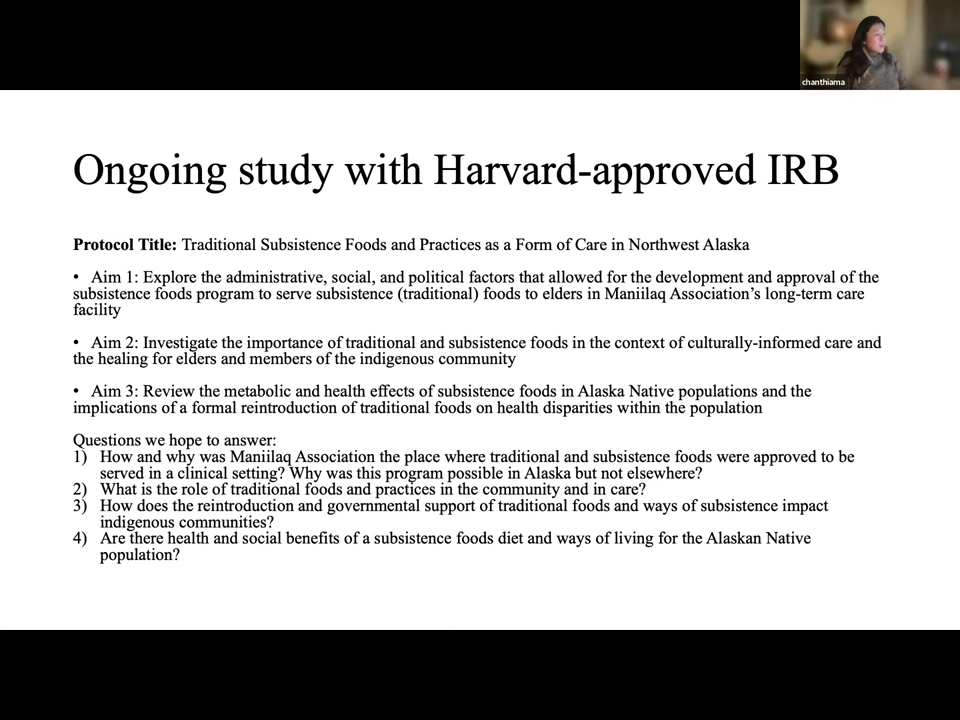 chanthiama
Ongoing study with Harvard-approved IRB
Protocol Title: Traditional Subsistence Foods and Practices as a Form of Care in Northwest Alaska
• Aim 1: Explore the administrative, social, and political factors that allowed for the development and approval of the
subsistence foods program to serve subsistence (traditional) foods to elders in Maniilaq Association's long-term care
facility
• Aim 2: Investigate the importance of traditional and subsistence foods in the context of culturally-informed care and
the healing for elders and members of the indigenous community
• Aim 3: Review the metabolic and health effects of subsistence foods in Alaska Native populations and the
implications of a formal reintroduction of traditional foods on health disparities within the population
Questions we hope to answer:
1) How and why was Maniilaq Association the place where traditional and subsistence foods were approved to be
served in a clinical setting? Why was this program possible in Alaska but not elsewhere?
2) What is the role of traditional foods and practices in the community and in care?
3) How does the reintroduction and governmental support of traditional foods and ways of subsistence impact
indigenous communities?
4) Are there health and social benefits of a subsistence foods diet and ways of living for the Alaskan Native
population?